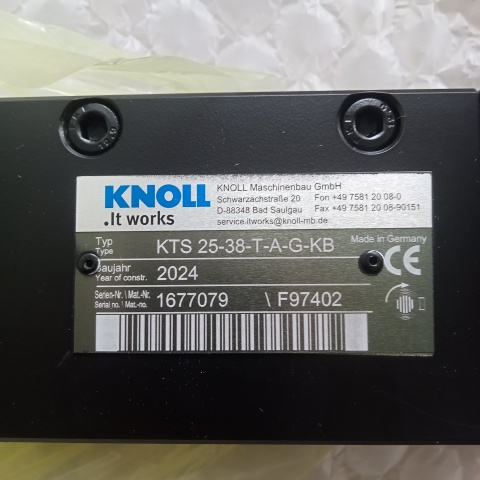 KNOLL
.It works
KNOLL Maschinenbau GmbH
Schwarzachstraße 20 Fon +49 7581 20 08-0
D-88348 Bad Saulgau Fax +49 7581 20 08-90151
service.itworks@knoll-mb.de
Typ
Type
KTS 25-38-T-A-G-KB
Made in Germany
Baujahr
Year of constr.
2024
CE
Serien-Nr. \ Mat.-Nr.
Serial no. \ Mat.-no.
1677079 \ F97402